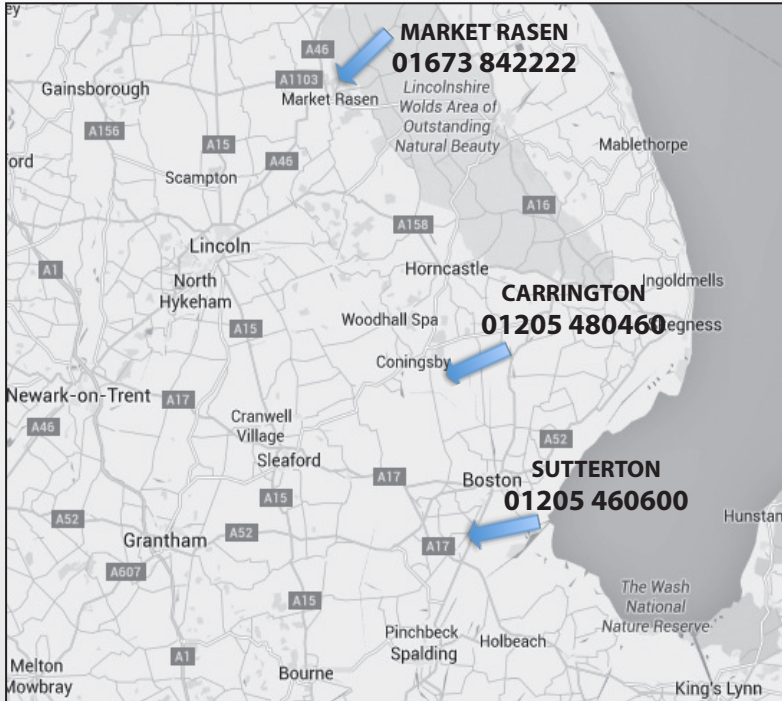 ey
MARKET RASEN
01673 842222
A46
A1103
Gainsborough
Market Rasen
Lincolnshire
Wolds Area of
Outstanding
Natural Beauty
A156
A15
Mablethorpe
ford
A46
Scampton
A16
A158
Lincoln
A1
Horncastle
North
Hykeham
Ingoldmells
CARRINGTON
01205 480460
Skegness
Woodhall Spa
A15
Coningsby
Newark-on-Trent
A17
Cranwell
Village
A46
A52
Sleaford
SUTTERTON
01205 460600
A17
Boston
A15
A52
Hunstan
Grantham
A52
A17
A607
The Wash
National
Nature Reserve
A15
Pinchbeck
Holbeach
Spalding
A1
Melton
Mowbray
Bourne
King's Lynn